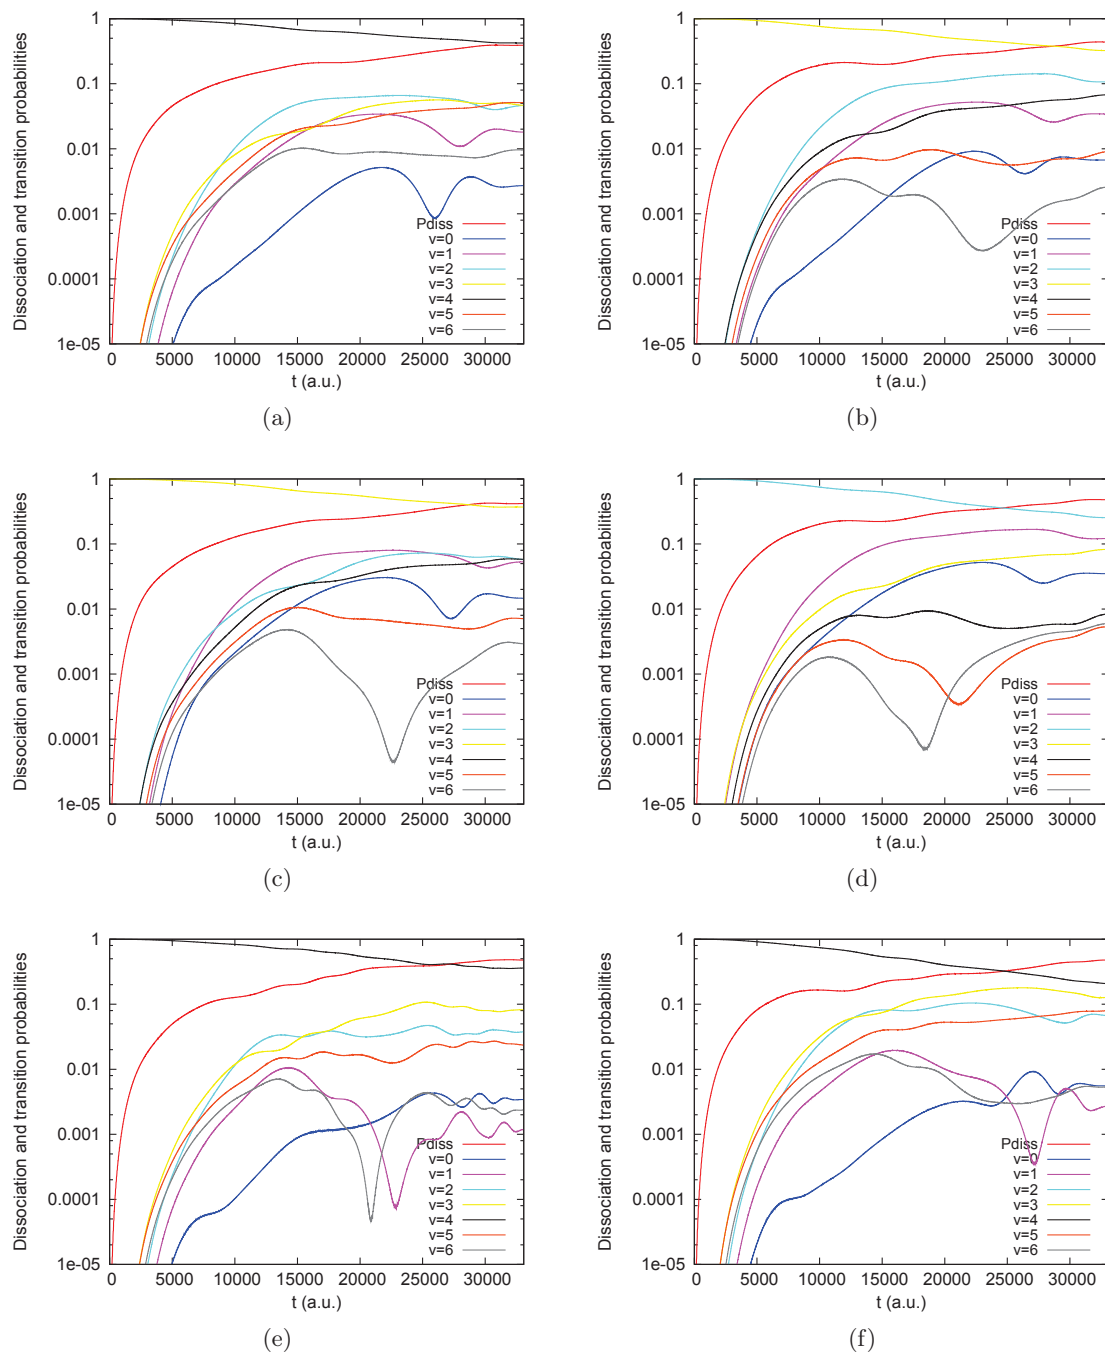 Dissociation and transition probabilities
1
0.1
0.01
0.001
0.0001
1e-05
Pdiss
v=0
v=1
v=2
v=3
v=4
v=5
v=6
0 5000 10000 15000 20000 25000 30000
t (a.u.)
(a)
Dissociation and transition probabilities
1
0.1
0.01
0.001
0.0001
1e-05
Pdiss
v=0
v=1
v=2
v=3
v=4
v=5
v=6
0 5000 10000 15000 20000 25000 30000
t (a.u.)
(b)
Dissociation and transition probabilities
1
0.1
0.01
0.001
0.0001
1e-05
Pdiss
v=0
v=1
v=2
v=3
v=4
v=5
v=6
0 5000 10000 15000 20000 25000 30000
t (a.u.)
(c)
Dissociation and transition probabilities
1
0.1
0.01
0.001
0.0001
1e-05
Pdiss
v=0
v=1
v=2
v=3
v=4
v=5
v=6
0 5000 10000 15000 20000 25000 30000
t (a.u.)
(d)
Dissociation and transition probabilities
1
0.1
0.01
0.001
0.0001
1e-05
Pdiss
v=0
v=1
v=2
v=3
v=4
v=5
v=6
0 5000 10000 15000 20000 25000 30000
t (a.u.)
(e)
Dissociation and transition probabilities
1
0.1
0.01
0.001
0.0001
1e-05
Pdiss
v=0
v=1
v=2
v=3
v=4
v=5
v=6
0 5000 10000 15000 20000 25000 30000
t (a.u.)
(f)